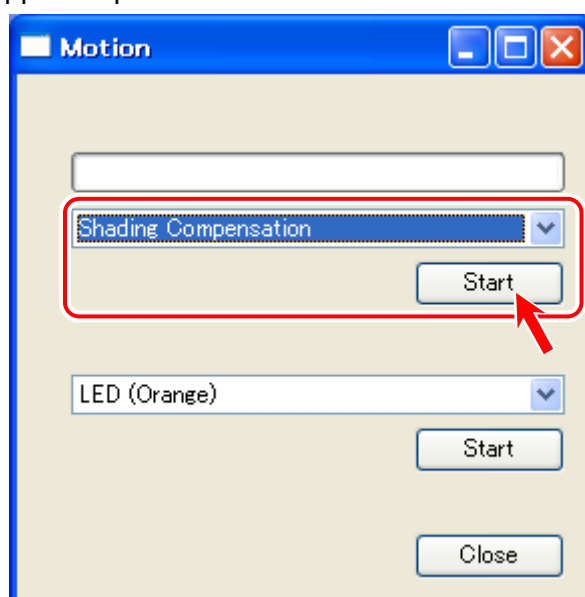 Motion
Shading Compensation
Start
LED (Orange)
Start
Close